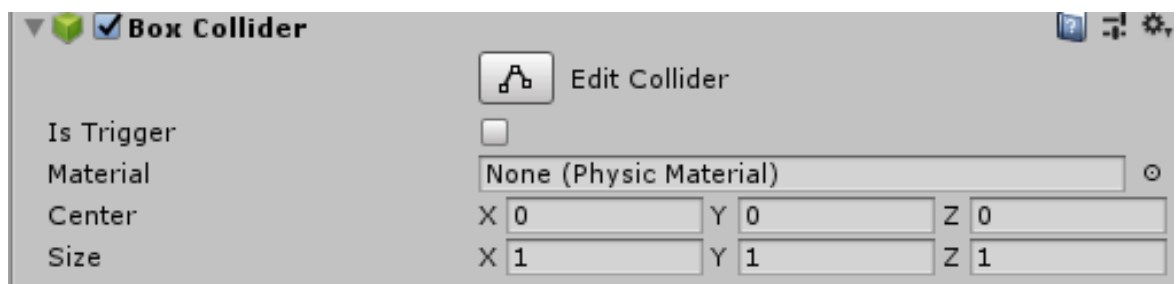 Box Collider
Edit Collider
Is Trigger
Material None (Physic Material)
Center X 0 Y 0 Z 0
Size X 1 Y 1 Z 1